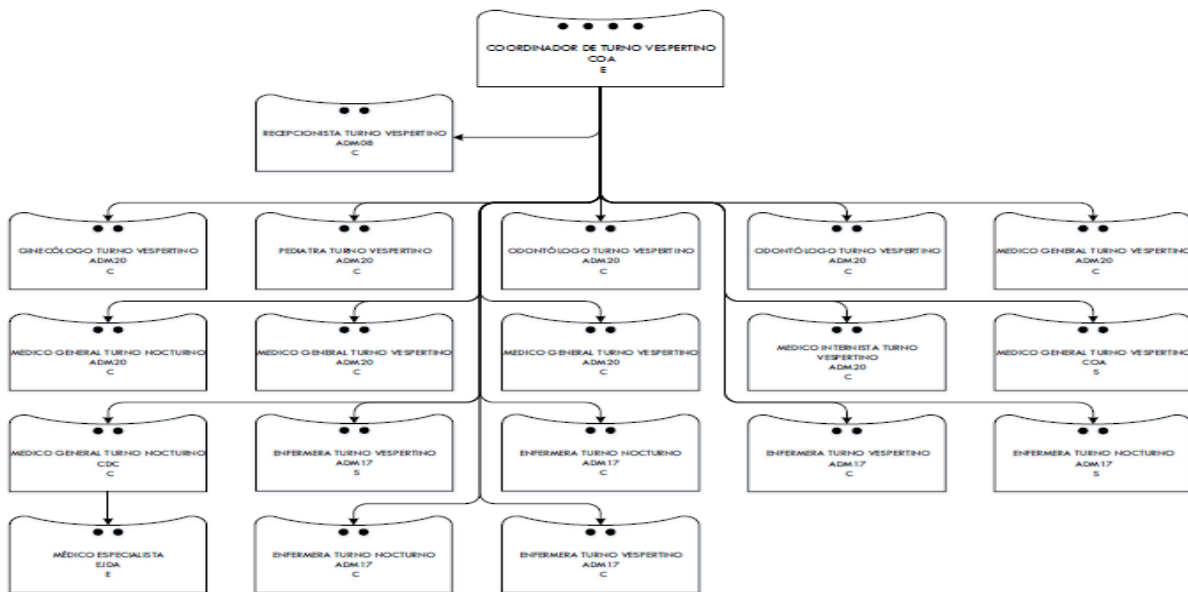 COORDINADOR DE TURNO VESPERTINO
COA
E
RECEPCIONISTA TURNO VESPERTINO
ADM08
C
GINECÓLOGO TURNO VESPERTINO
ADM20
C
PEDIATRA TURNO VESPERTINO
ADM20
C
ODONTÓLOGO TURNO VESPERTINO
ADM20
C
ODONTÓLOGO TURNO VESPERTINO
ADM20
C
MEDICO GENERAL TURNO VESPERTINO
ADM20
C
MEDICO GENERAL TURNO NOCTURNO
ADM20
C
MEDICO GENERAL TURNO VESPERTINO
ADM20
C
MEDICO GENERAL TURNO VESPERTINO
ADM20
C
MEDICO INTERNISTA TURNO
VESPERTINO
ADM20
C
MEDICO GENERAL TURNO VESPERTINO
COA
S
MEDICO GENERAL TURNO NOCTURNO
CDC
C
ENFERMERA TURNO VESPERTINO
ADM17
S
ENFERMERA TURNO NOCTURNO
ADM17
C
ENFERMERA TURNO VESPERTINO
ADM17
C
ENFERMERA TURNO NOCTURNO
ADM17
S
MÉDICO ESPECIALISTA
EJDA
E
ENFERMERA TURNO NOCTURNO
ADM17
C
ENFERMERA TURNO VESPERTINO
ADM17
C